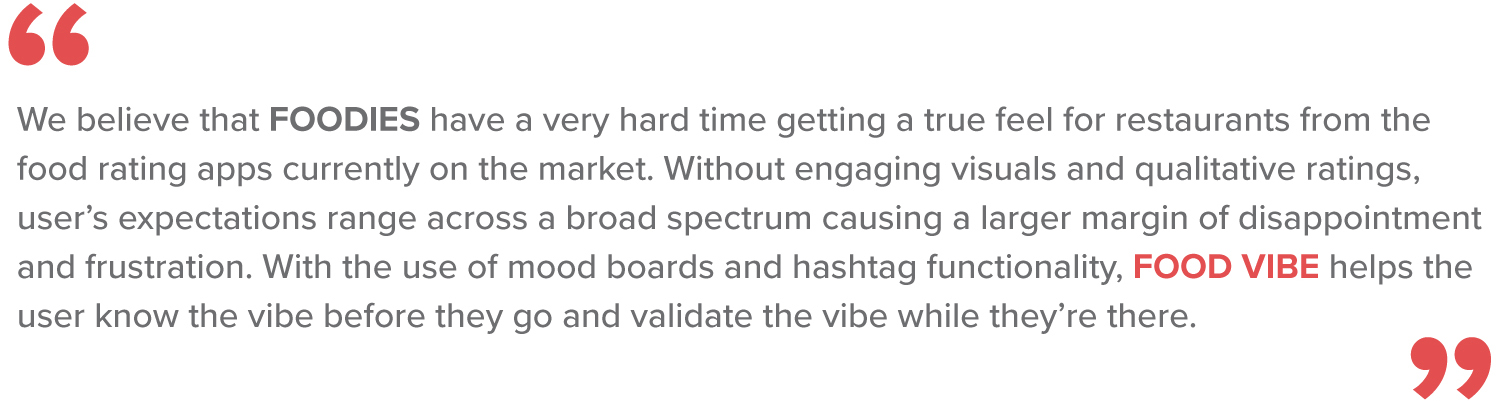 “
We believe that FOODIES have a very hard time getting a true feel for restaurants from the
food rating apps currently on the market. Without engaging visuals and qualitative ratings,
user’s expectations range across a broad spectrum causing a larger margin of disappointment
and frustration. With the use of mood boards and hashtag functionality, FOOD VIBE helps the
user know the vibe before they go and validate the vibe while they’re there.
”